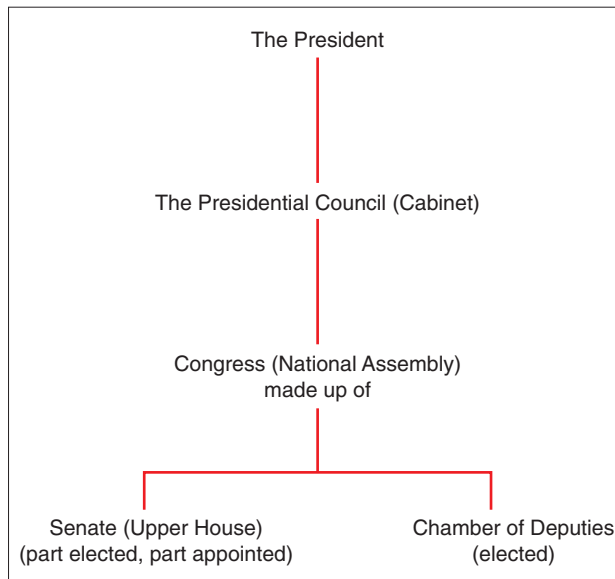 The President
The Presidential Council (Cabinet)
Congress (National Assembly)
made up of
Senate (Upper House)
(part elected, part appointed)
Chamber of Deputies
(elected)